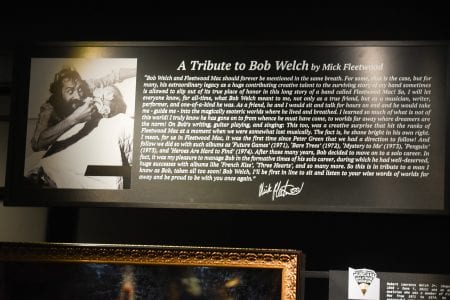 A Tribute to Bob Welch by Mick Fleetwood
"Bob Welch and Fleetwood Mac should forever be mentioned in the same breath. For some, this is the case, but for
many, his extraordinary legacy as a huge contributing creative talent to the surviving story of my band sometimes
is allowed to slip out of its true place of honor in this long story of a band called Fleetwood Mac! So, I will let
everyone know, for all-time, what Bob Welch meant to me, not only as a true friend, but as a musician, writer,
performer, and one-of-a-kind he was. As a friend, he and I would sit and talk for hours on end and he would take
me - guide me - into the magically esoteric worlds where he lived and breathed. I learned so much of what is not of
this world! I truly know he has gone on to from whence he must have come, to worlds far away where dreamers are
the norm! On Bob's writing, guitar playing, and singing: This too, was a creative surprise that hit the ranks of
Fleetwood Mac at a moment when we were somewhat lost musically. The fact is, he shone bright in his own right.
I mean, for us in Fleetwood Mac, it was the first time since Peter Green that we had a direction to follow! And
follow we did so with such albums as 'Future Games' (1971), 'Bare Trees' (1972), 'Mystery to Me' (1973), 'Penguin'
(1973), and 'Heroes Are Hard to Find' (1974). After those many years, Bob decided to move on to a solo career. In
fact, it was my pleasure to manage Bob in the formative times of his solo career, during which he had well-deserved,
huge successes with albums like 'French Kiss', 'Three Hearts', and so many more. So this is in tribute to a man I
know as Bob, taken all too soon! Bob Welch, I'll be first in line to sit and listen to your wise words of worlds far
away and be proud to be with you once again."
Mick Fleetwood
Robert Lawrence Welch Jr.